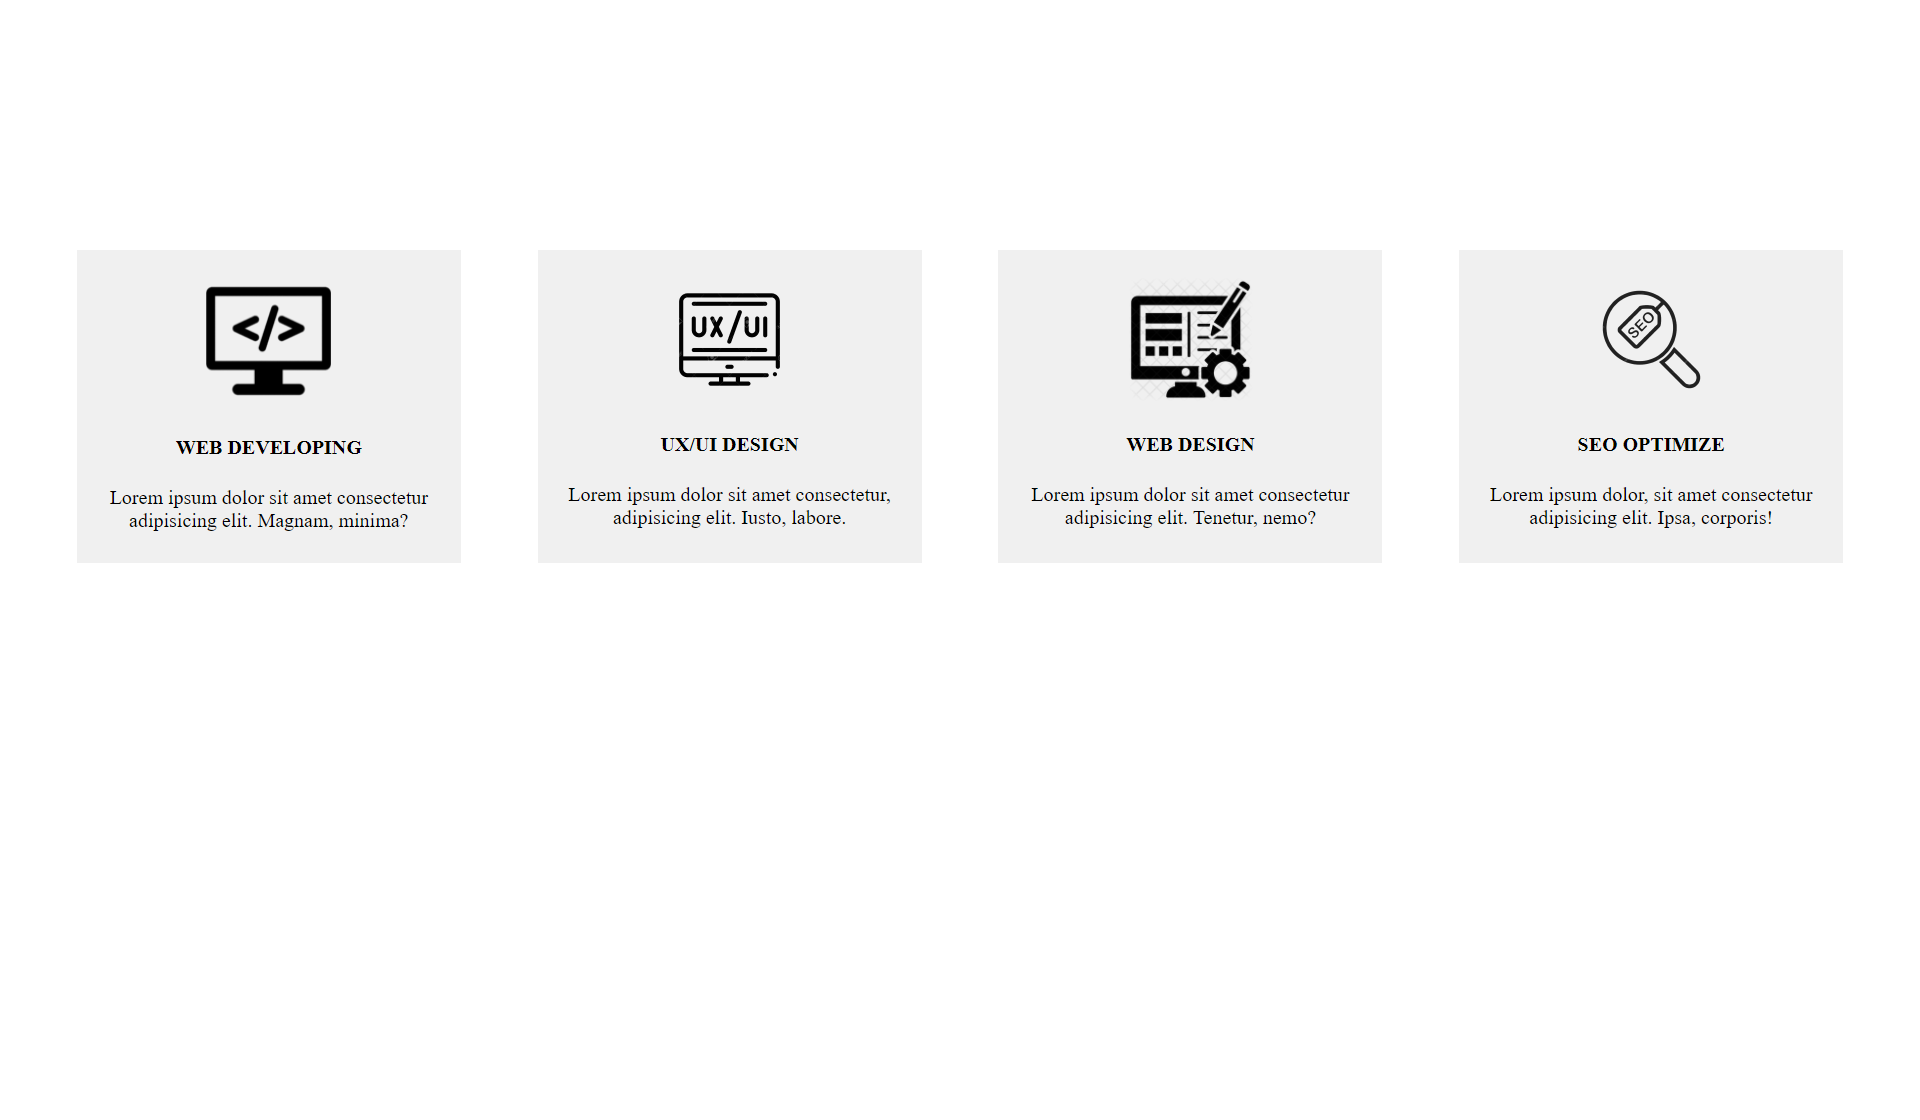 </>
WEB DEVELOPING
Lorem ipsum dolor sit amet consectetur
adipisicing elit. Magnam, minima?
UX/UI
UX/UI DESIGN
Lorem ipsum dolor sit amet consectetur,
adipisicing elit. Iusto, labore.
WEB DESIGN
Lorem ipsum dolor sit amet consectetur
adipisicing elit. Tenetur, nemo?
SEO
SEO OPTIMIZE
Lorem ipsum dolor, sit amet consectetur
adipisicing elit. Ipsa, corporis!